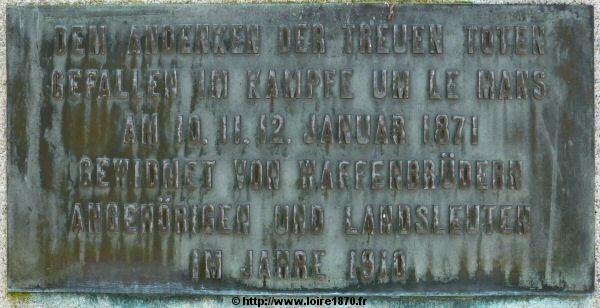 DEM ANDENKEN DER TREUEN TOTEN
GEFALLEN IM KAMPFE UM LE MANS
AM 10. 11. 12. JANUAR 1871
GEWIDMET VON WAFFENBRÜDERN
ANGEHÖRIGEN UND LANDSLEUTEN
IM JAHRE 1910
© http://www.loire1870.fr